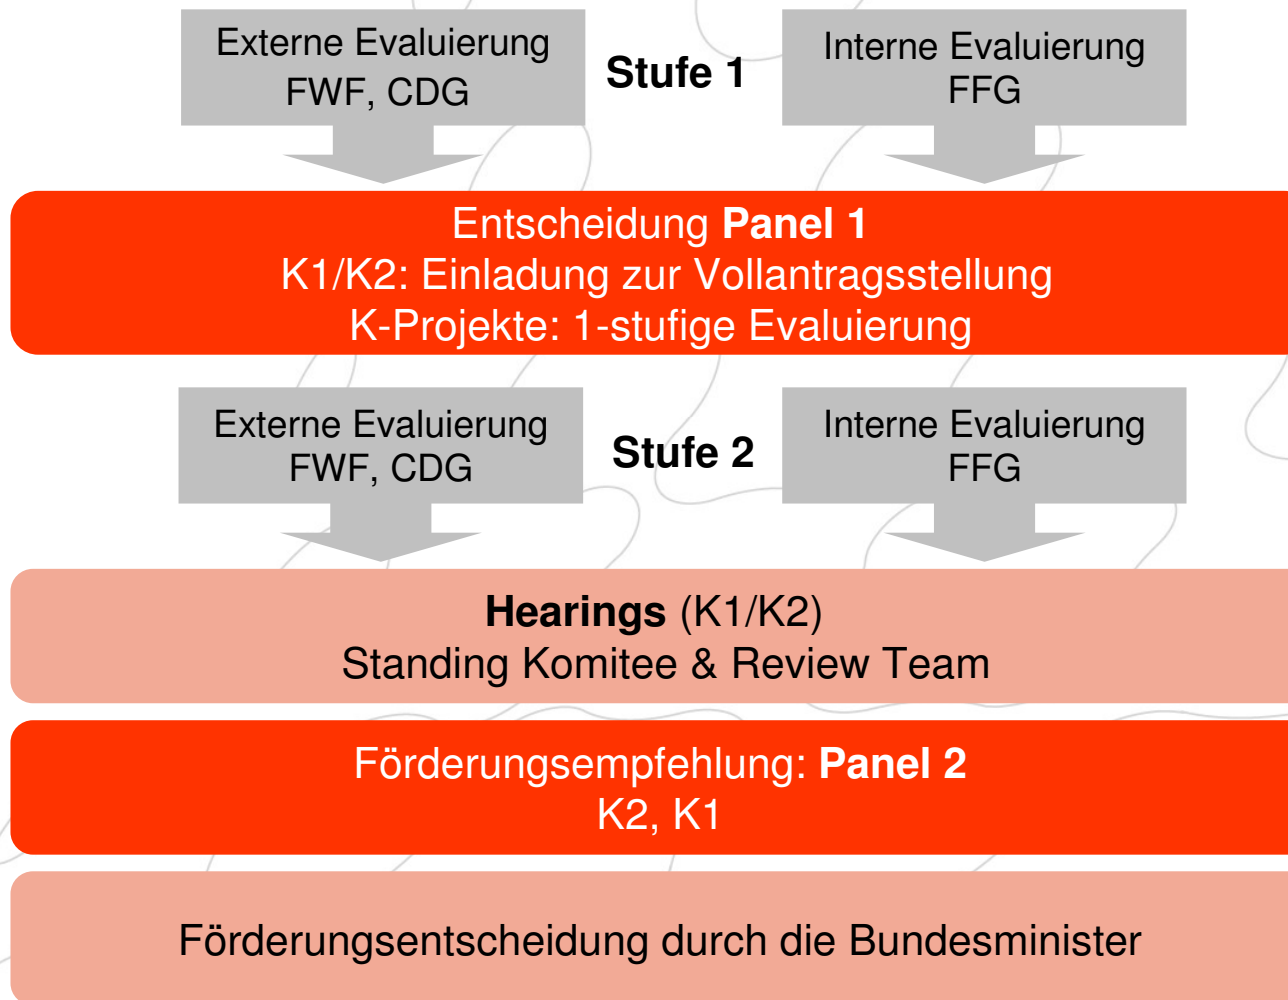 Externe Evaluierung
FWF, CDG
Stufe 1
Interne Evaluierung
FFG
Entscheidung Panel 1
K1/K2: Einladung zur Vollantragsstellung
K-Projekte: 1-stufige Evaluierung
Externe Evaluierung
FWF, CDG
Stufe 2
Interne Evaluierung
FFG
Hearings (K1/K2)
Standing Komitee & Review Team
Förderungsempfehlung: Panel 2
K2, K1
Förderungsentscheidung durch die Bundesminister